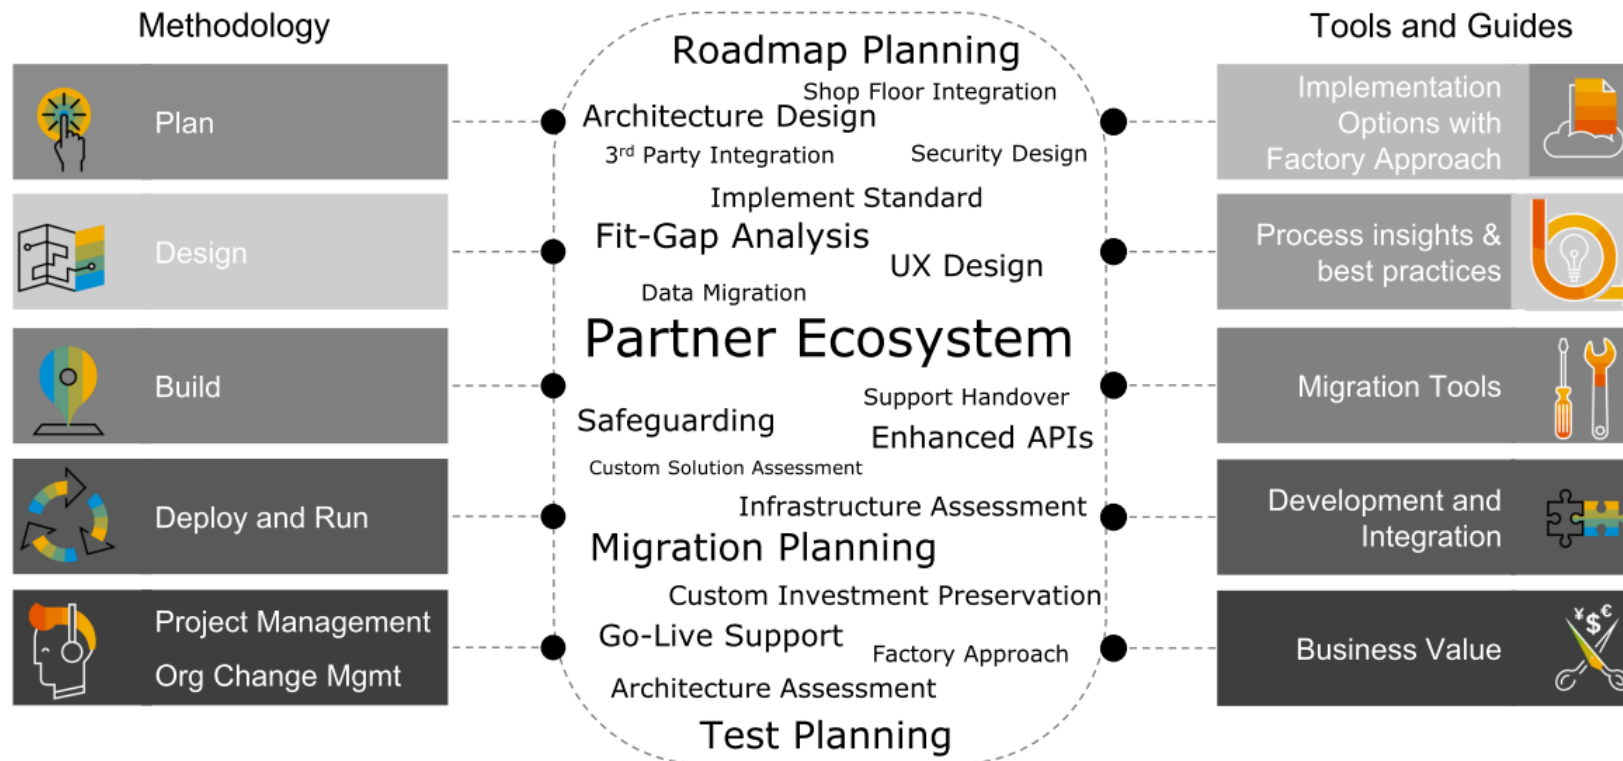 Methodology
Plan
Design
Build
Deploy and Run
Project Management
Org Change Mgmt
Roadmap Planning
Shop Floor Integration
Architecture Design
3rd Party Integration
Security Design
Implement Standard
Fit-Gap Analysis
UX Design
Data Migration
Partner Ecosystem
Support Handover
Safeguarding
Enhanced APIs
Custom Solution Assessment
Infrastructure Assessment
Migration Planning
Custom Investment Preservation
Go-Live Support
Factory Approach
Architecture Assessment
Test Planning
Tools and Guides
Implementation
Options with
Factory Approach
Process insights &
best practices
Migration Tools
Development and
Integration
Business Value
¥$€